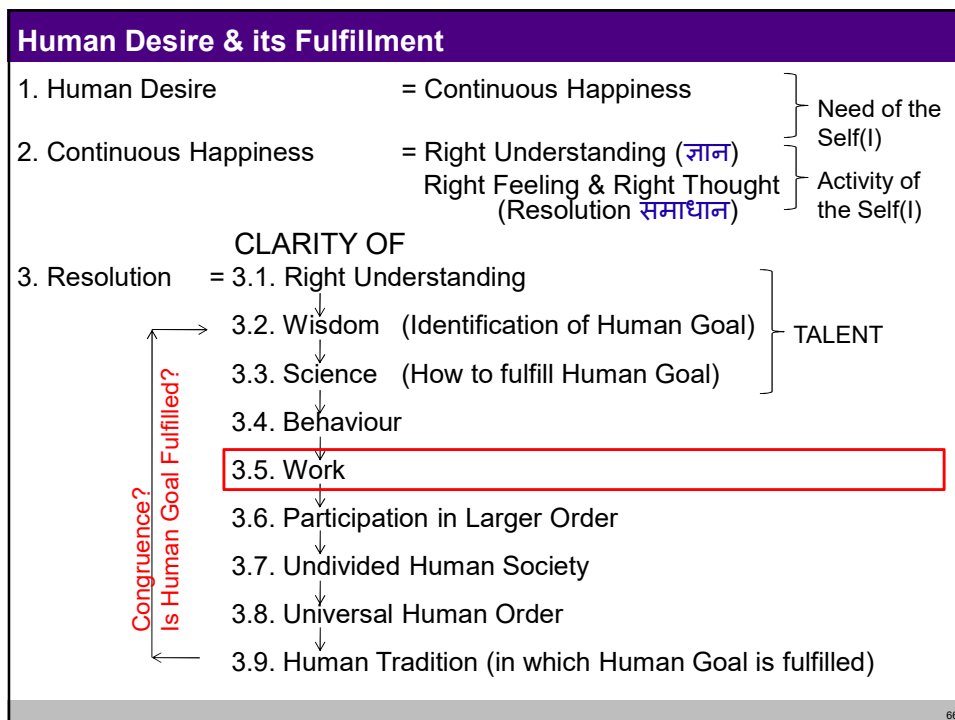 Human Desire & its Fulfillment
1. Human Desire = Continuous Happiness
Need of the
Self(I)
2. Continuous Happiness = Right Understanding (ज्ञान)
Right Feeling & Right Thought
(Resolution समाधान)
Activity of
the Self(I)
CLARITY OF
3. Resolution = 3.1. Right Understanding
3.2. Wisdom (Identification of Human Goal)
3.3. Science (How to fulfill Human Goal)
TALENT
3.4. Behaviour
3.5. Work
3.6. Participation in Larger Order
3.7. Undivided Human Society
3.8. Universal Human Order
3.9. Human Tradition (in which Human Goal is fulfilled)
Congruence?
Is Human Goal Fulfilled?
66